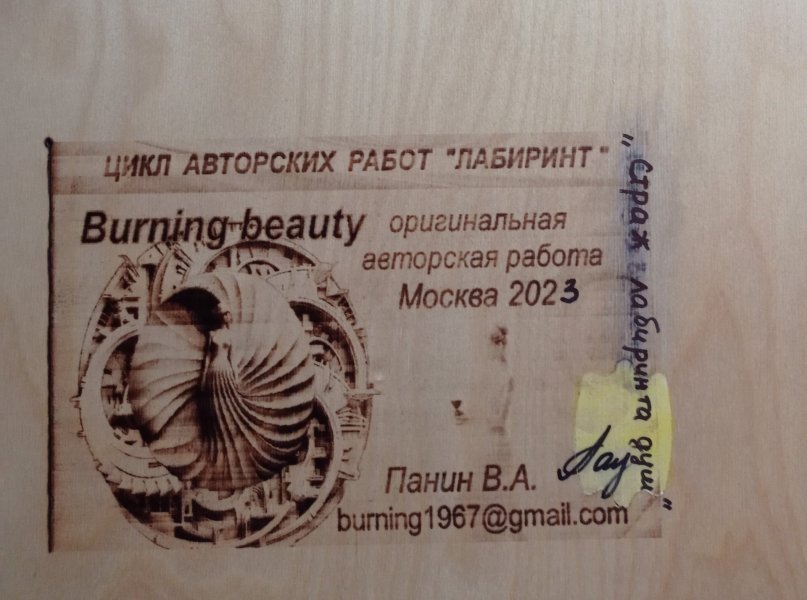 ЦИКЛ АВТОРСКИХ РАБОТ "ЛАБИРИНТ"
Burning beauty
оригинальная
авторская работа
Москва 2023
Панин В.А.
burning1967@gmail.com
"Страж лабиринта душ"